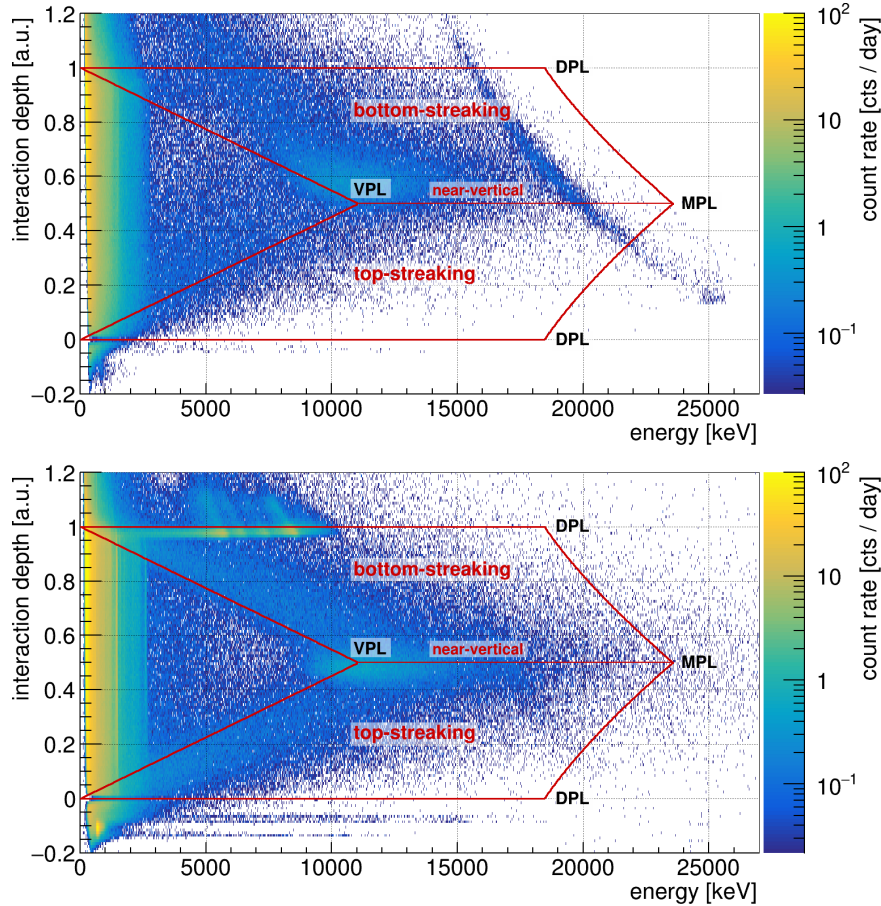 interaction depth [a.u.]
1.2
1
0.8
0.6
0.4
0.2
0
−0.2
DPL
bottom-streaking
VPL
near-vertical
MPL
top-streaking
DPL
0
5000
10000
15000
20000
25000
energy [keV]
10²
10
1
10⁻¹
count rate [cts / day]
interaction depth [a.u.]
1.2
1
0.8
0.6
0.4
0.2
0
−0.2
DPL
bottom-streaking
VPL
near-vertical
MPL
top-streaking
DPL
0
5000
10000
15000
20000
25000
energy [keV]
10²
10
1
10⁻¹
count rate [cts / day]